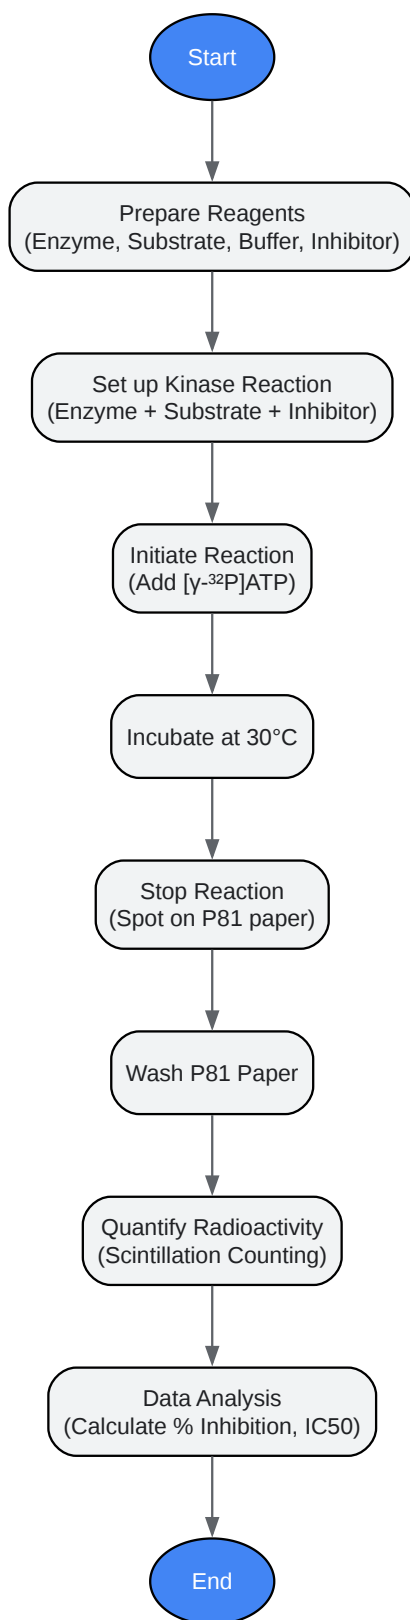 Start
Prepare Reagents
(Enzyme, Substrate, Buffer, Inhibitor)
Set up Kinase Reaction
(Enzyme + Substrate + Inhibitor)
Initiate Reaction
(Add [γ-³²P]ATP)
Incubate at 30°C
Stop Reaction
(Spot on P81 paper)
Wash P81 Paper
Quantify Radioactivity
(Scintillation Counting)
Data Analysis
(Calculate % Inhibition, IC50)
End